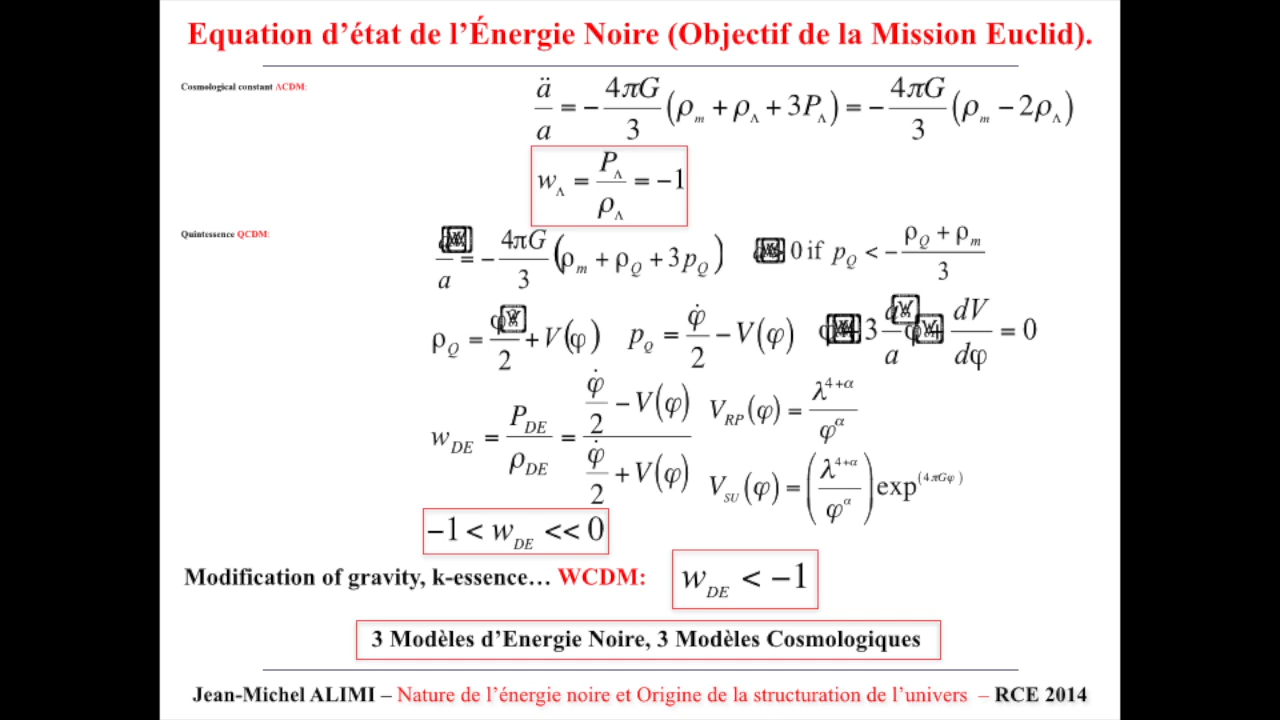 Equation d’état de l’Énergie Noire (Objectif de la Mission Euclid).
Cosmological constant ΛCDM:
ä/a = −4πG/3 (ρ_m + ρ_Λ + 3P_Λ) = −4πG/3 (ρ_m − 2ρ_Λ)
w_Λ = P_Λ/ρ_Λ = −1
Quintessence QCDM:
/a = −4πG/3 (ρ_m + ρ_Q + 3p_Q) 0 if p_Q < −(ρ_Q + ρ_m)/3
ρ_Q = φ/2 + V(φ) p_Q = φ̇/2 − V(φ) 3 /a dV/dφ = 0
w_DE = P_DE/ρ_DE = (φ̇/2 − V(φ))/(φ̇/2 + V(φ)) V_RP(φ) = λ^(4+α)/φ^α
V_SU(φ) = (λ^(4+α)/φ^α) exp^(4πGφ)
−1 < w_DE << 0
Modification of gravity, k-essence… WCDM: w_DE < −1
3 Modèles d’Energie Noire, 3 Modèles Cosmologiques
Jean-Michel ALIMI – Nature de l’énergie noire et Origine de la structuration de l’univers – RCE 2014